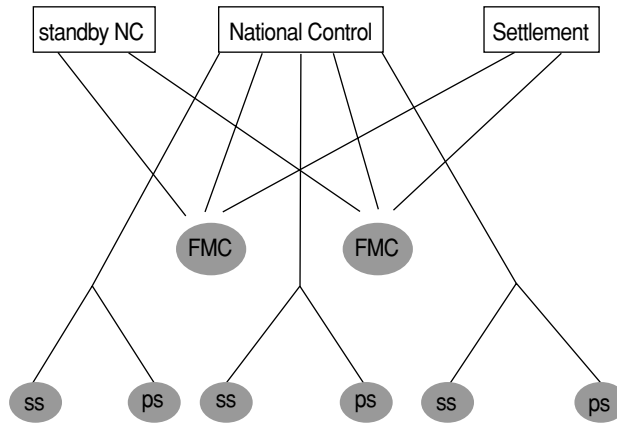 standby NC
National Control
Settlement
FMC
FMC
ss
ps
ss
ps
ss
ps